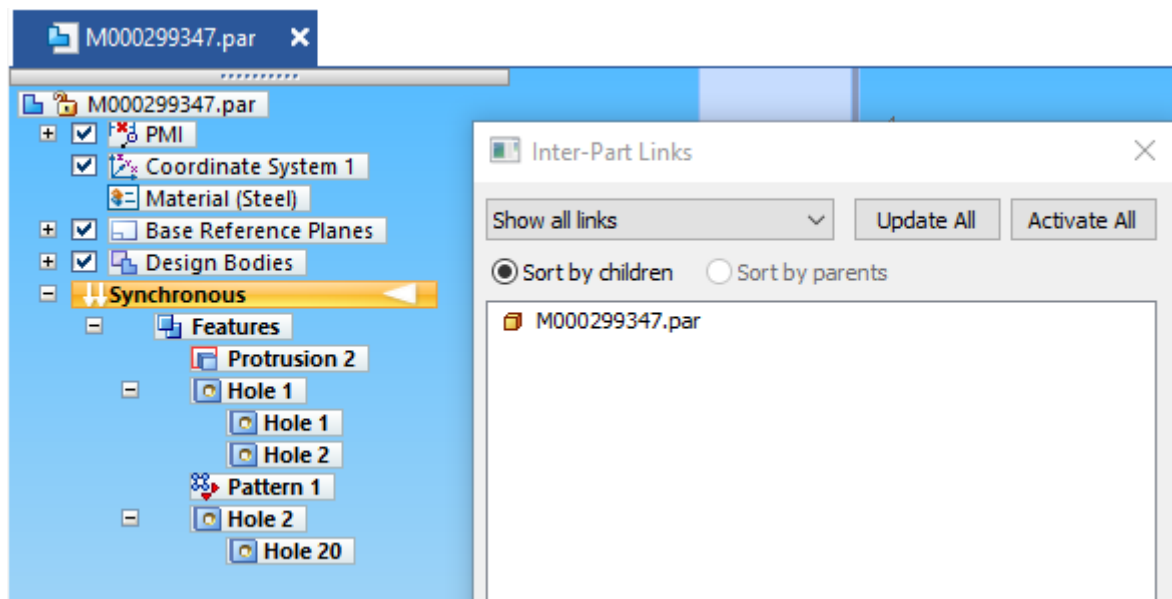 M000299347.par
M000299347.par
PMI
Coordinate System 1
Material (Steel)
Base Reference Planes
Design Bodies
Synchronous
Features
Protrusion 2
Hole 1
Hole 1
Hole 2
Pattern 1
Hole 2
Hole 20
Inter-Part Links
Show all links Update All Activate All
Sort by children Sort by parents
M000299347.par